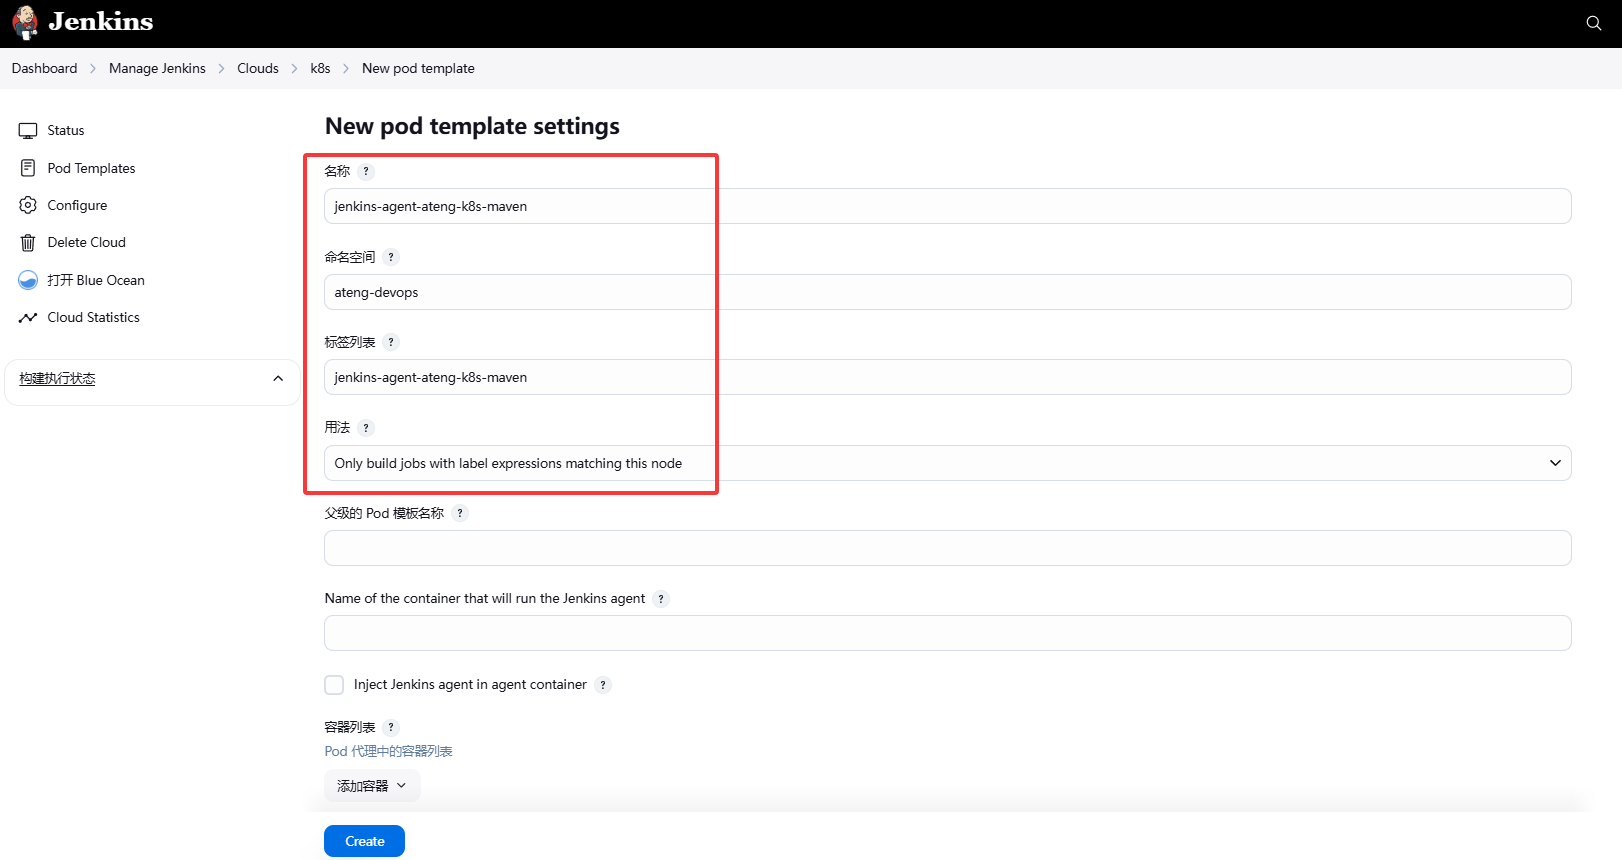 Jenkins
Dashboard > Manage Jenkins > Clouds > k8s > New pod template
Status
Pod Templates
Configure
Delete Cloud
打开 Blue Ocean
Cloud Statistics
构建执行状态
New pod template settings
名称 ?
jenkins-agent-ateng-k8s-maven
命名空间 ?
ateng-devops
标签列表 ?
jenkins-agent-ateng-k8s-maven
用法 ?
Only build jobs with label expressions matching this node
父级的 Pod 模板名称 ?
Name of the container that will run the Jenkins agent ?
Inject Jenkins agent in agent container ?
容器列表 ?
Pod 代理中的容器列表
添加容器
Create